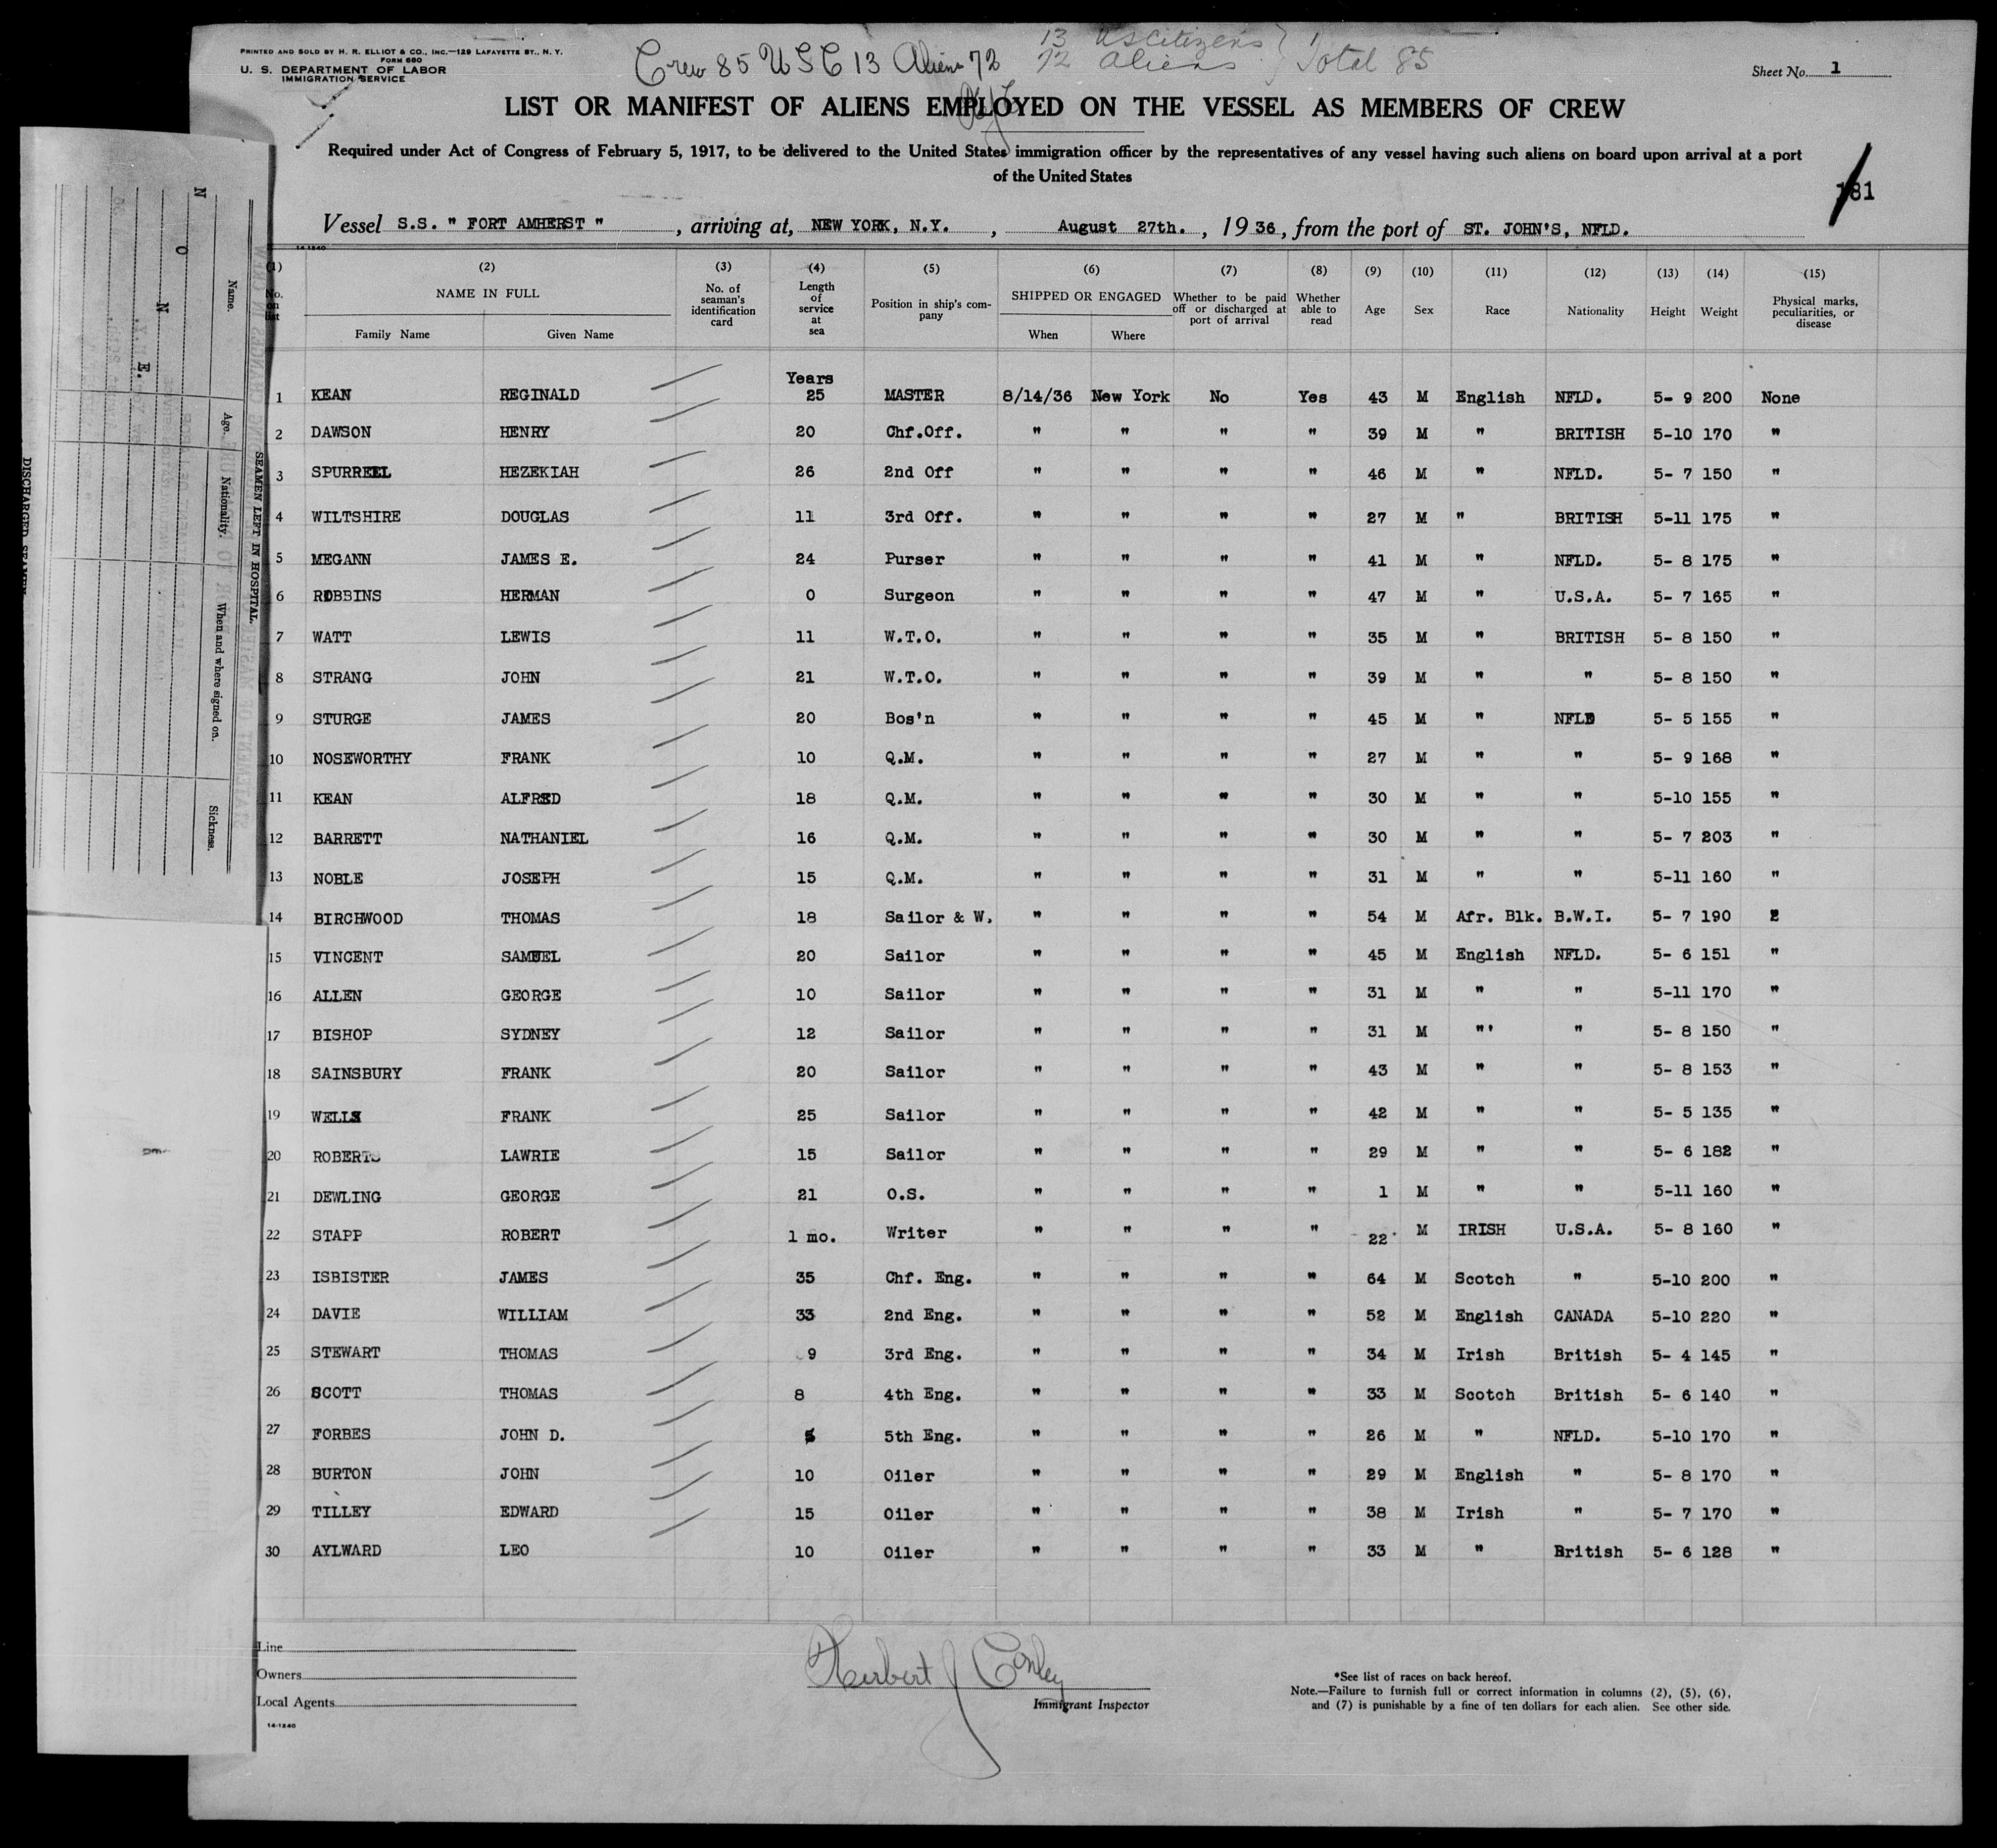 PRINTED AND SOLD BY H. R. ELLIOT & CO., INC.—129 LAFAYETTE ST., N. Y.
FORM 680
U. S. DEPARTMENT OF LABOR
IMMIGRATION SERVICE
Crew 85 USC 13 Aliens 72
13 US Citizens
72 aliens } Total 85
Sheet No. 1
LIST OR MANIFEST OF ALIENS EMPLOYED ON THE VESSEL AS MEMBERS OF CREW
Required under Act of Congress of February 5, 1917, to be delivered to the United States immigration officer by the representatives of any vessel having such aliens on board upon arrival at a port
of the United States
181
Vessel S.S. " FORT AMHERST ", arriving at, NEW YORK, N.Y., August 27th., 1936, from the port of ST. JOHN'S, NFLD.
14-1240
(1) (2) (3) (4) (5) (6) (7) (8) (9) (10) (11) (12) (13) (14) (15)
No. on list
NAME IN FULL
Family Name Given Name
No. of seaman's identification card
Length of service at sea
Position in ship's company
SHIPPED OR ENGAGED
When Where
Whether to be paid off or discharged at port of arrival
Whether able to read
Age Sex Race Nationality Height Weight
Physical marks, peculiarities, or disease
Years
1 KEAN REGINALD 25 MASTER 8/14/36 New York No Yes 43 M English NFLD. 5- 9 200 None
2 DAWSON HENRY 20 Chf.Off. " " " " 39 M " BRITISH 5-10 170 "
3 SPURRELL HEZEKIAH 26 2nd Off " " " " 46 M " NFLD. 5- 7 150 "
4 WILTSHIRE DOUGLAS 11 3rd Off. " " " " 27 M " BRITISH 5-11 175 "
5 MEGANN JAMES E. 24 Purser " " " " 41 M " NFLD. 5- 8 175 "
6 ROBBINS HERMAN 0 Surgeon " " " " 47 M " U.S.A. 5- 7 165 "
7 WATT LEWIS 11 W.T.O. " " " " 35 M " BRITISH 5- 8 150 "
8 STRANG JOHN 21 W.T.O. " " " " 39 M " " 5- 8 150 "
9 STURGE JAMES 20 Bos'n " " " " 45 M " NFLD 5- 5 155 "
10 NOSEWORTHY FRANK 10 Q.M. " " " " 27 M " " 5- 9 168 "
11 KEAN ALFRED 18 Q.M. " " " " 30 M " " 5-10 155 "
12 BARRETT NATHANIEL 16 Q.M. " " " " 30 M " " 5- 7 203 "
13 NOBLE JOSEPH 15 Q.M. " " " " 31 M " " 5-11 160 "
14 BIRCHWOOD THOMAS 18 Sailor & W. " " " " 54 M Afr. Blk. B.W.I. 5- 7 190
15 VINCENT SAMUEL 20 Sailor " " " " 45 M English NFLD. 5- 6 151 "
16 ALLEN GEORGE 10 Sailor " " " " 31 M " " 5-11 170 "
17 BISHOP SYDNEY 12 Sailor " " " " 31 M "' " 5- 8 150 "
18 SAINSBURY FRANK 20 Sailor " " " " 43 M " " 5- 8 153 "
19 WELLS FRANK 25 Sailor " " " " 42 M " " 5- 5 135 "
20 ROBERTS LAWRIE 15 Sailor " " " " 29 M " " 5- 6 182 "
21 DEWLING GEORGE 21 O.S. " " " " 1 M " " 5-11 160 "
22 STAPP ROBERT 1 mo. Writer " " " " 22 M IRISH U.S.A. 5- 8 160 "
23 ISBISTER JAMES 35 Chf. Eng. " " " " 64 M Scotch " 5-10 200 "
24 DAVIE WILLIAM 33 2nd Eng. " " " " 52 M English CANADA 5-10 220 "
25 STEWART THOMAS 9 3rd Eng. " " " " 34 M Irish British 5- 4 145 "
26 SCOTT THOMAS 8 4th Eng. " " " " 33 M Scotch British 5- 6 140 "
27 FORBES JOHN D. 5th Eng. " " " " 26 M " NFLD. 5-10 170 "
28 BURTON JOHN 10 Oiler " " " " 29 M English " 5- 8 170 "
29 TILLEY EDWARD 15 Oiler " " " " 38 M Irish " 5- 7 170 "
30 AYLWARD LEO 10 Oiler " " " " 33 M " British 5- 6 128 "
Line
Owners
Local Agents
14-1240
Herbert J Conley
Immigrant Inspector
*See list of races on back hereof.
Note.—Failure to furnish full or correct information in columns (2), (5), (6),
and (7) is punishable by a fine of ten dollars for each alien. See other side.
SEAMEN LEFT IN HOSPITAL.
Name. Age. Nationality. When and where signed on. Sickness.
N O N E.
DISCHARGED SEAMEN